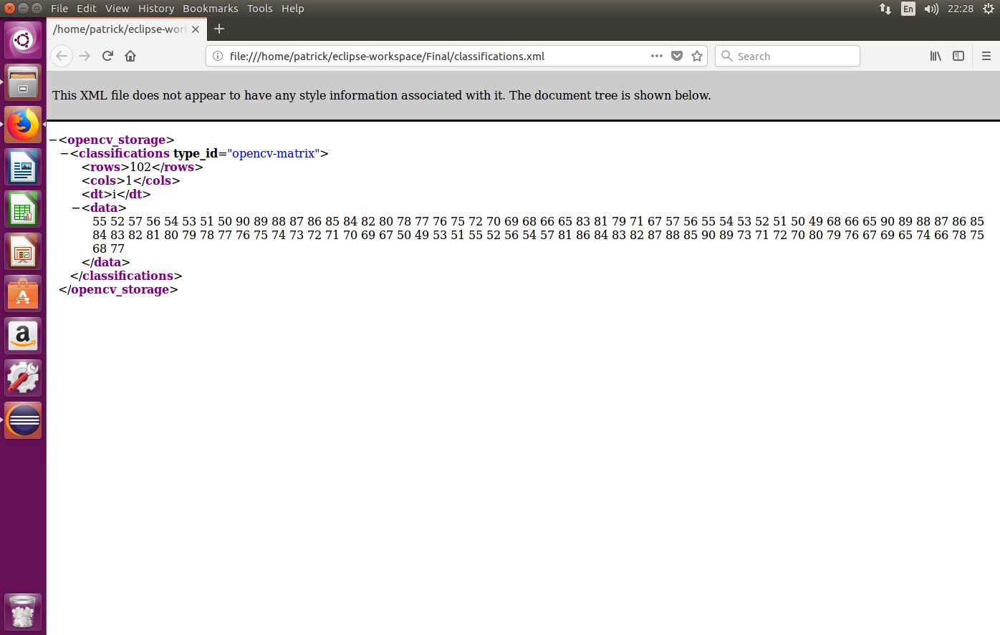 File Edit View History Bookmarks Tools Help
En
22:28
/home/patrick/eclipse-wor
file:///home/patrick/eclipse-workspace/Final/classifications.xml
Search
This XML file does not appear to have any style information associated with it. The document tree is shown below.
−<opencv_storage>
−<classifications type_id="opencv-matrix">
<rows>102</rows>
<cols>1</cols>
<dt>i</dt>
−<data>
55 52 57 56 54 53 51 50 90 89 88 87 86 85 84 82 80 78 77 76 75 72 70 69 68 66 65 83 81 79 71 67 57 56 55 54 53 52 51 50 49 68 66 65 90 89 88 87 86 85
84 83 82 81 80 79 78 77 76 75 74 73 72 71 70 69 67 50 49 53 51 55 52 56 54 57 81 86 84 83 82 87 88 85 90 89 73 71 72 70 80 79 76 67 69 65 74 66 78 75
68 77
</data>
</classifications>
</opencv_storage>
a